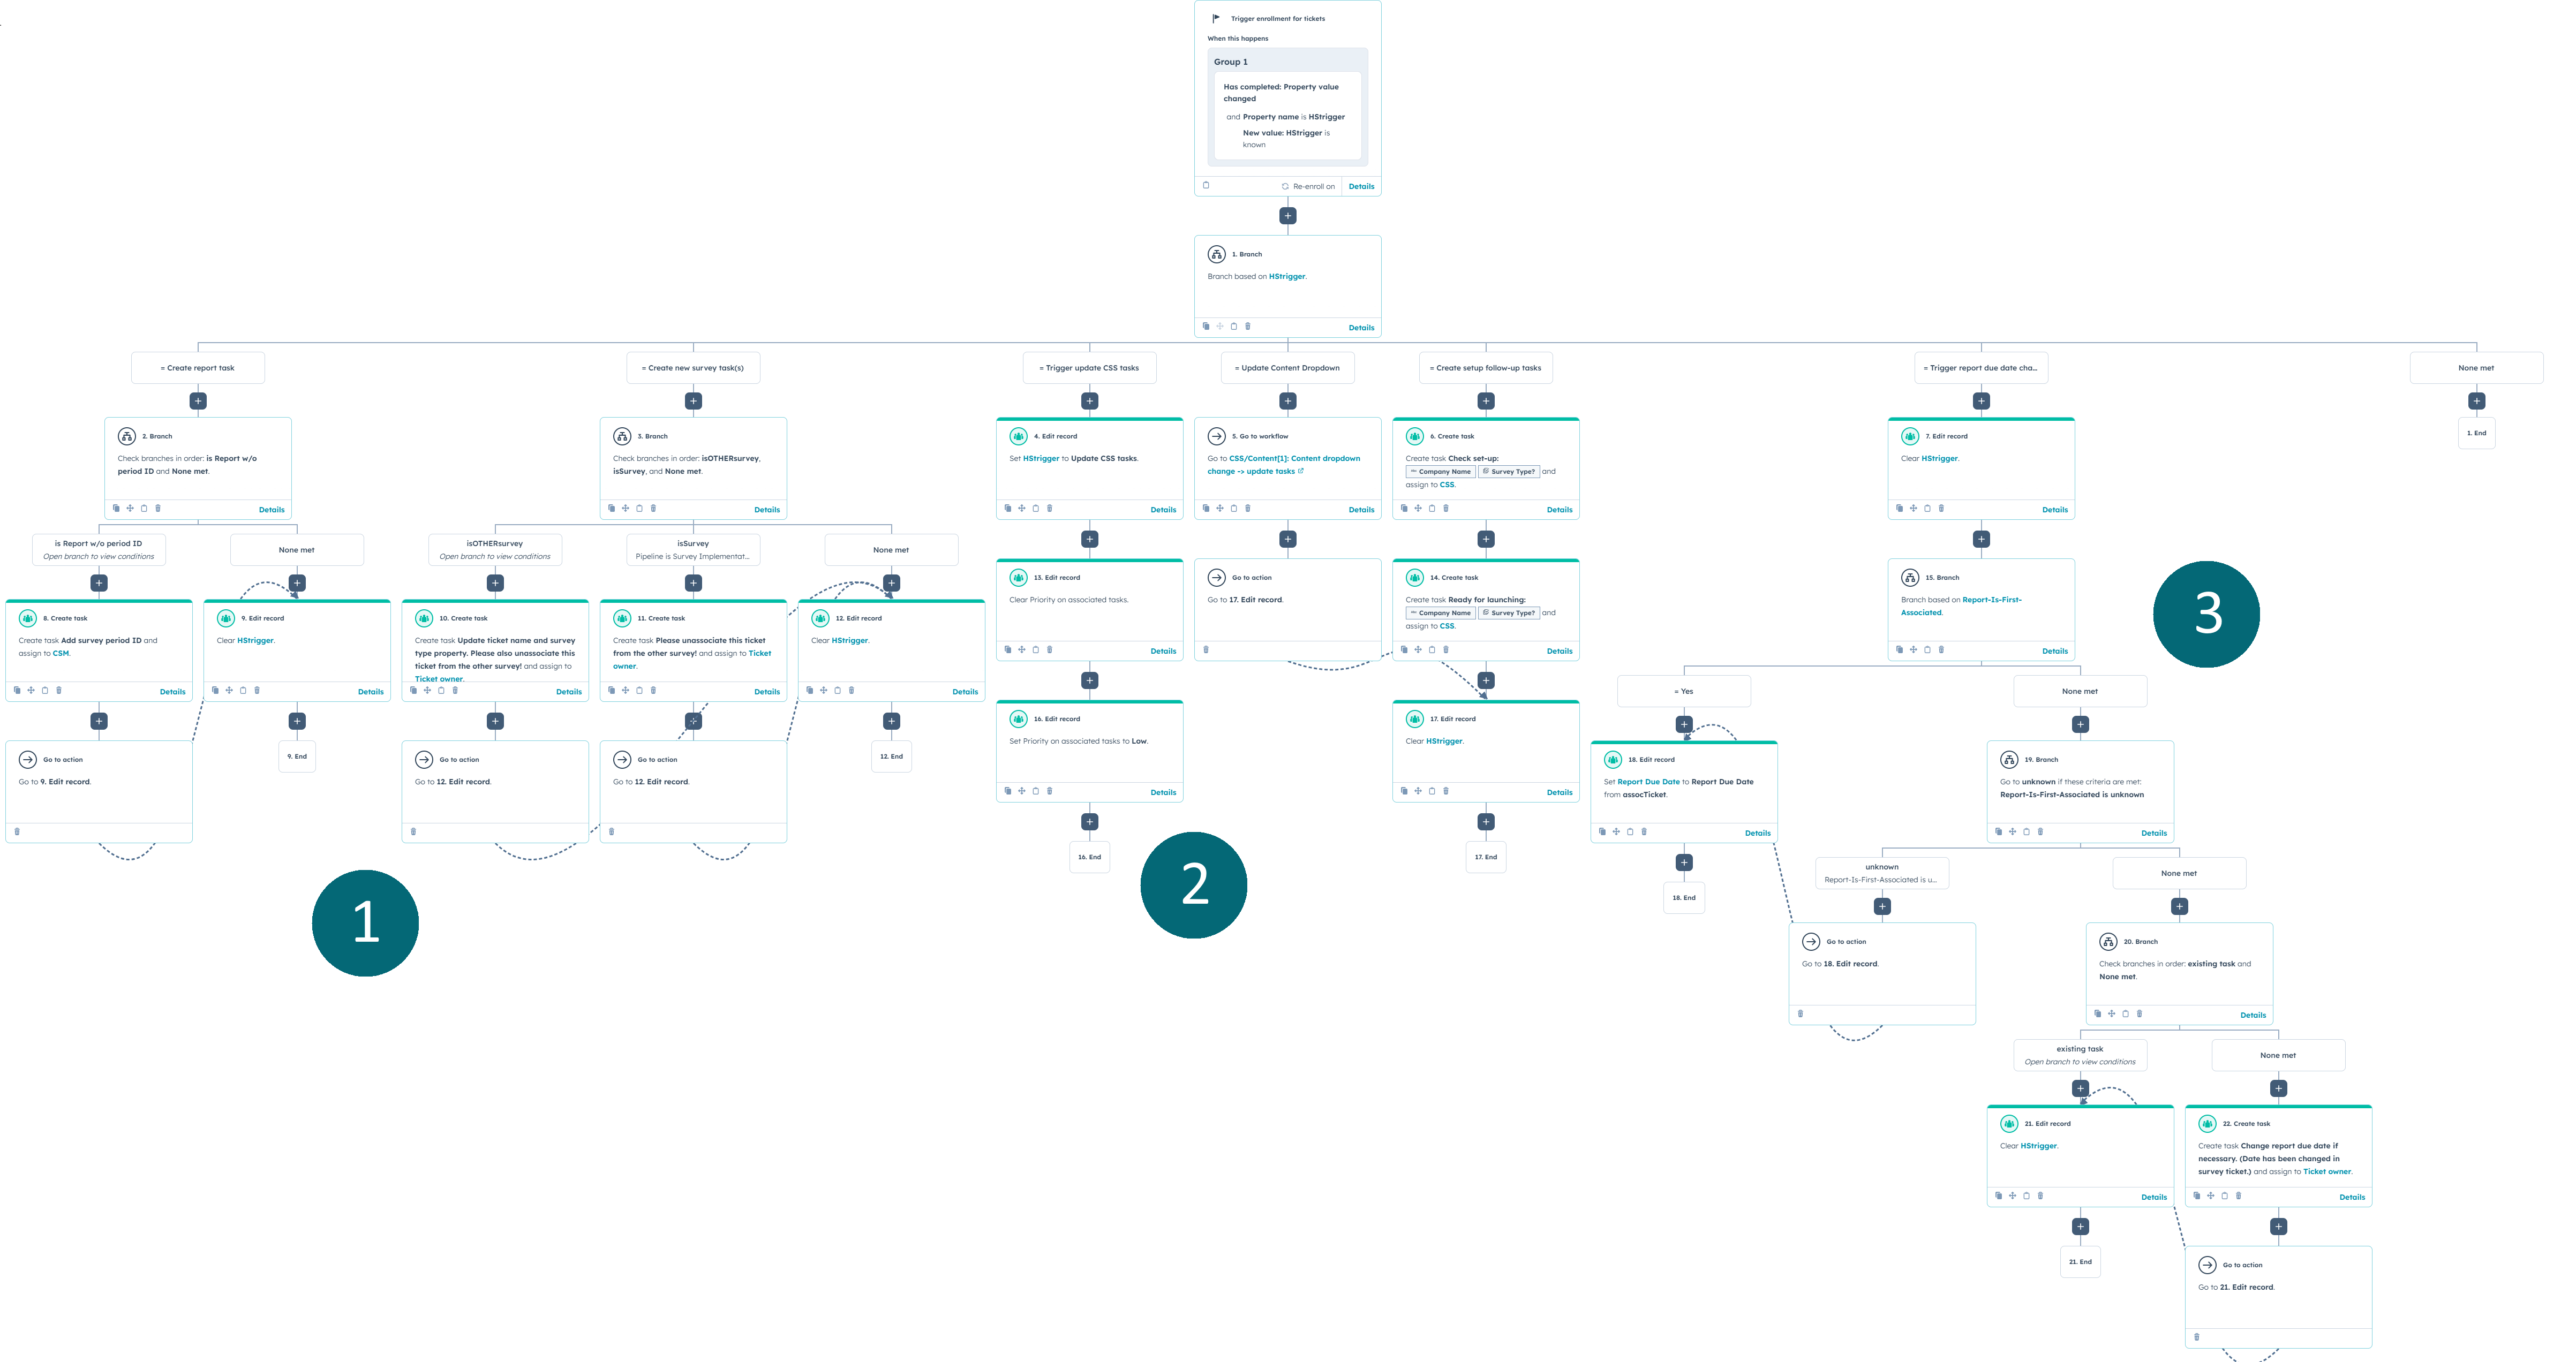 Trigger enrollment for tickets
When this happens
Group 1
Has completed: Property value
changed
and Property name is HStrigger
New value: HStrigger is
known
Re-enroll on
Details
1. Branch
Branch based on HStrigger.
Details
= Create report task
= Create new survey task(s)
= Trigger update CSS tasks
= Update Content Dropdown
= Create setup follow-up tasks
= Trigger report due date cha...
None met
2. Branch
Check branches in order: is Report w/o
period ID and None met.
Details
3. Branch
Check branches in order: isOTHERsurvey,
isSurvey, and None met.
Details
4. Edit record
Set HStrigger to Update CSS tasks.
Details
5. Go to workflow
Go to CSS/Content[1]: Content dropdown
change -> update tasks
Details
6. Create task
Create task Check set-up:
Company Name Survey Type? and
assign to CSS.
Details
7. Edit record
Clear HStrigger.
Details
1. End
is Report w/o period ID
Open branch to view conditions
None met
isOTHERsurvey
Open branch to view conditions
isSurvey
Pipeline is Survey Implementat...
None met
8. Create task
Create task Add survey period ID and
assign to CSM.
Details
9. Edit record
Clear HStrigger.
Details
10. Create task
Create task Update ticket name and survey
type property. Please also unassociate this
ticket from the other survey! and assign to
Ticket owner.
Details
11. Create task
Create task Please unassociate this ticket
from the other survey! and assign to Ticket
owner.
Details
12. Edit record
Clear HStrigger.
Details
13. Edit record
Clear Priority on associated tasks.
Details
Go to action
Go to 17. Edit record.
14. Create task
Create task Ready for launching:
Company Name Survey Type? and
assign to CSS.
Details
15. Branch
Branch based on Report-Is-First-
Associated.
Details
3
Go to action
Go to 9. Edit record.
9. End
Go to action
Go to 12. Edit record.
Go to action
Go to 12. Edit record.
12. End
16. Edit record
Set Priority on associated tasks to Low.
Details
17. Edit record
Clear HStrigger.
Details
= Yes
None met
18. Edit record
Set Report Due Date to Report Due Date
from assocTicket.
Details
19. Branch
Go to unknown if these criteria are met:
Report-Is-First-Associated is unknown
Details
1
16. End
2
17. End
18. End
unknown
Report-Is-First-Associated is u...
None met
Go to action
Go to 18. Edit record.
20. Branch
Check branches in order: existing task and
None met.
Details
existing task
Open branch to view conditions
None met
21. Edit record
Clear HStrigger.
Details
22. Create task
Create task Change report due date if
necessary. (Date has been changed in
survey ticket.) and assign to Ticket owner.
Details
21. End
Go to action
Go to 21. Edit record.